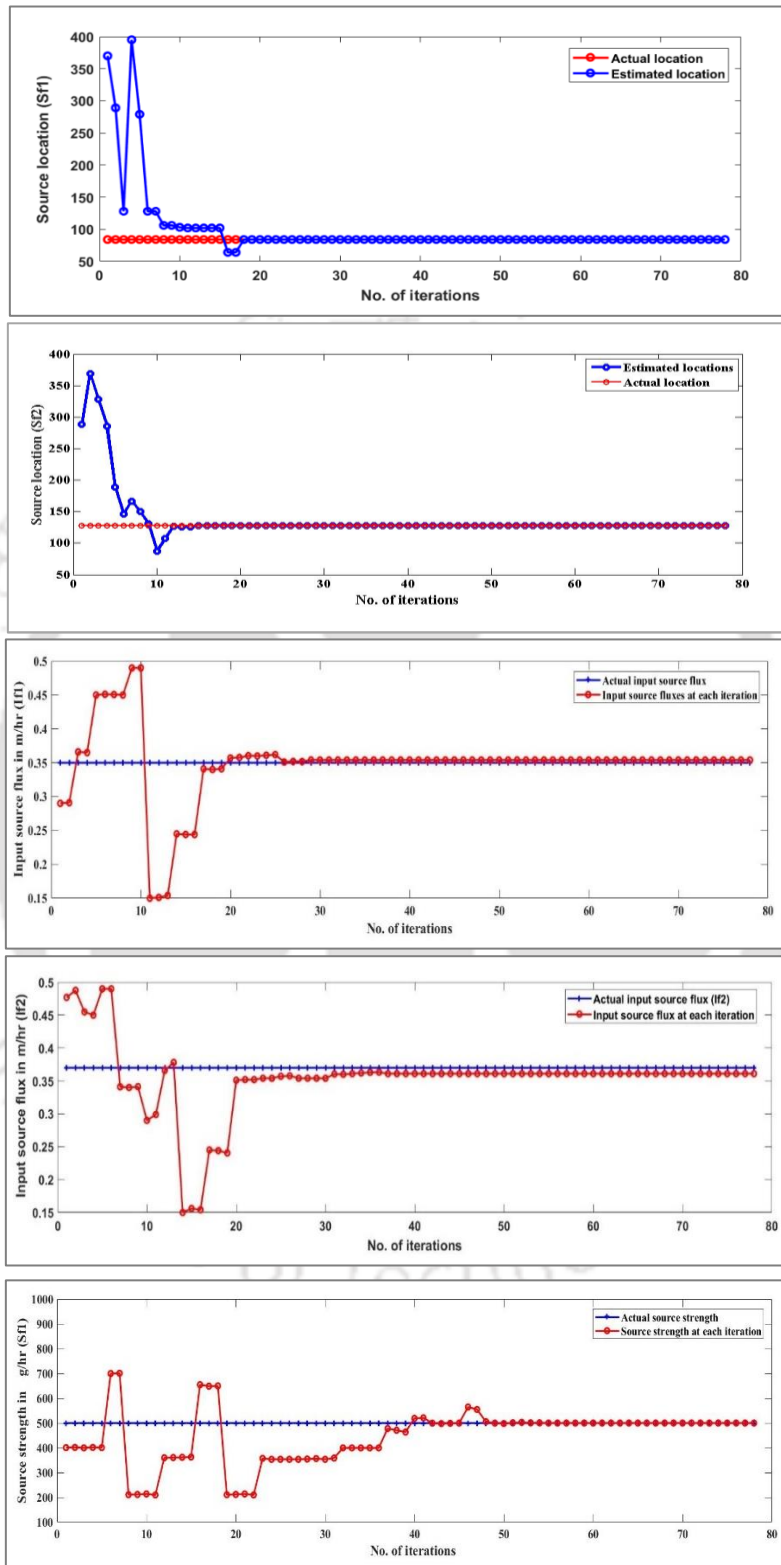 400
350
300
250
200
150
100
50
0 10 20 30 40 50 60 70 80
Source location (Sf1)
No. of iterations
Actual location
Estimated location
400
350
300
250
200
150
100
50
0 10 20 30 40 50 60 70 80
Source location (Sf2)
No. of iterations
Estimated locations
Actual location
0.5
0.45
0.4
0.35
0.3
0.25
0.2
0.15
0 10 20 30 40 50 60 70 80
Input source flux in m/hr (If1)
No. of iterations
Actual input source flux
Input source fluxes at each iteration
0.5
0.45
0.4
0.35
0.3
0.25
0.2
0.15
0 10 20 30 40 50 60 70 80
Input source flux in m/hr (If2)
No. of iterations
Actual input source flux (If2)
Input source flux at each iteration
1000
900
800
700
600
500
400
300
200
100
0 10 20 30 40 50 60 70 80
Source strength in g/hr (Sf1)
No. of iterations
Actual source strength
Source strength at each iteration